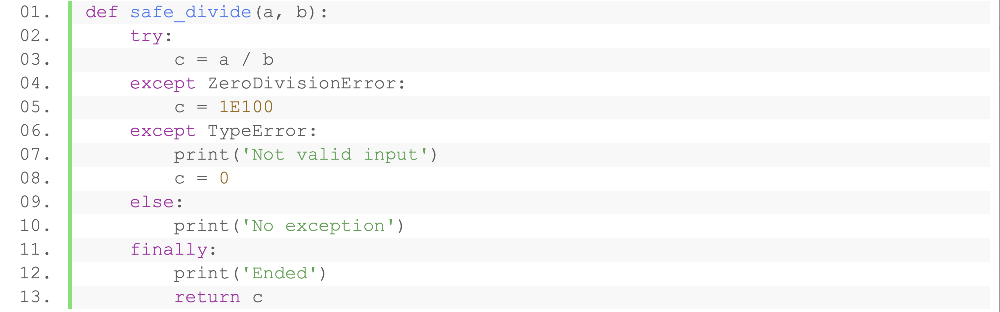 01. def safe_divide(a, b):
02.     try:
03.         c = a / b
04.     except ZeroDivisionError:
05.         c = 1E100
06.     except TypeError:
07.         print('Not valid input')
08.         c = 0
09.     else:
10.         print('No exception')
11.     finally:
12.         print('Ended')
13.         return c